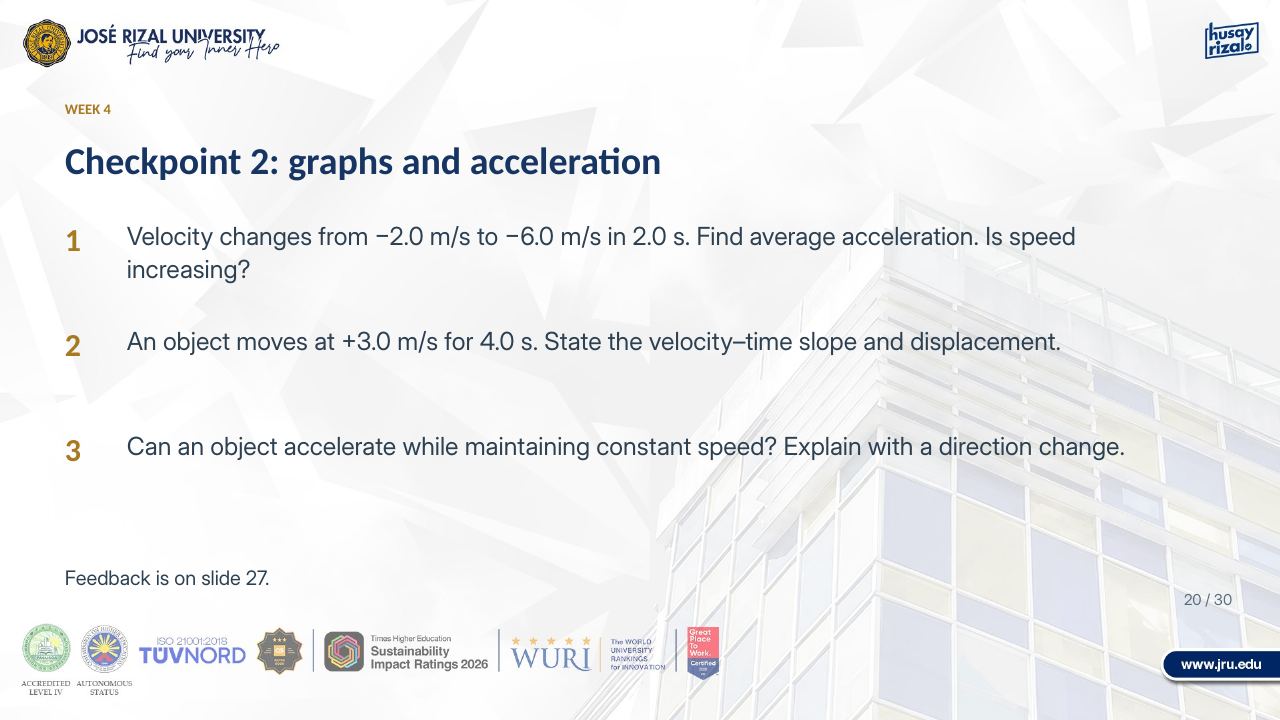 JOSÉ RIZAL UNIVERSITY
Find your Inner Hero
husay
rizal
WEEK 4
Checkpoint 2: graphs and acceleration
1
Velocity changes from −2.0 m/s to −6.0 m/s in 2.0 s. Find average acceleration. Is speed
increasing?
2
An object moves at +3.0 m/s for 4.0 s. State the velocity–time slope and displacement.
3
Can an object accelerate while maintaining constant speed? Explain with a direction change.
Feedback is on slide 27.
20 / 30
ACCREDITED
LEVEL IV
AUTONOMOUS
STATUS
ISO 21001:2018
TÜVNORD
Times Higher Education
Sustainability
Impact Ratings 2026
WURI
The WORLD
UNIVERSITY
RANKINGS
for INNOVATION
Great
Place
To
Work.
Certified
www.jru.edu